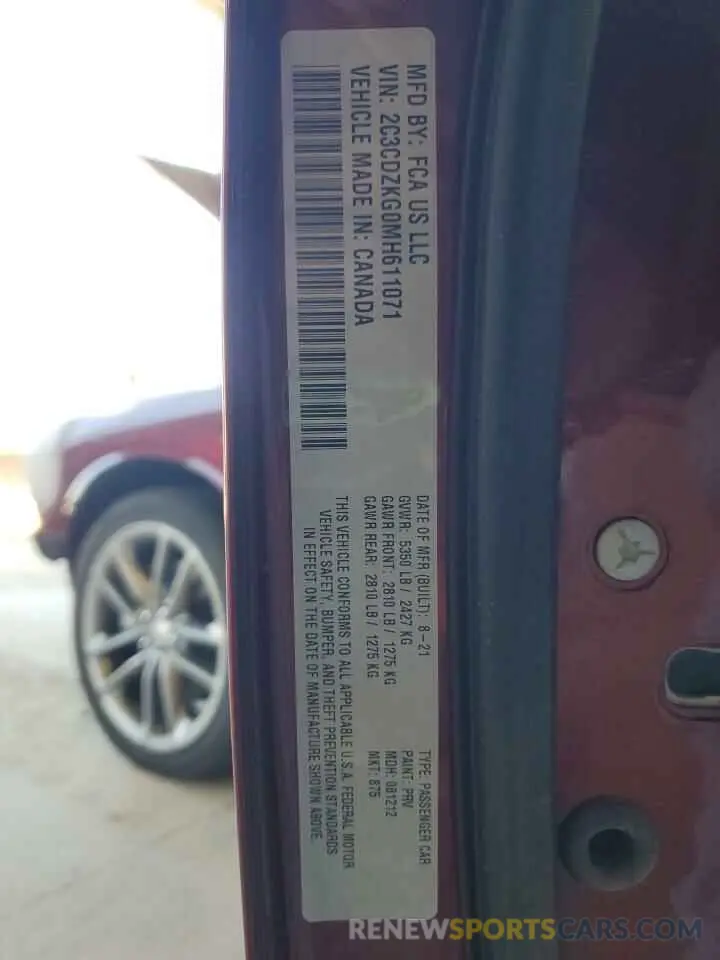 MFD BY: FCA US LLC
VIN: 2C3CDZKG0MH611071
VEHICLE MADE IN: CANADA
DATE OF MFR (BUILT): 8-21
GVWR: 5350 LB / 2427 KG
GAWR FRONT: 2810 LB / 1275 KG
GAWR REAR: 2810 LB / 1275 KG
TYPE: PASSENGER CAR
PAINT: PRV
MDH: 081212
MKT: 875
THIS VEHICLE CONFORMS TO ALL APPLICABLE U.S.A. FEDERAL MOTOR
VEHICLE SAFETY, BUMPER, AND THEFT PREVENTION STANDARDS
IN EFFECT ON THE DATE OF MANUFACTURE SHOWN ABOVE.
RENEWSPORTSCARS.COM